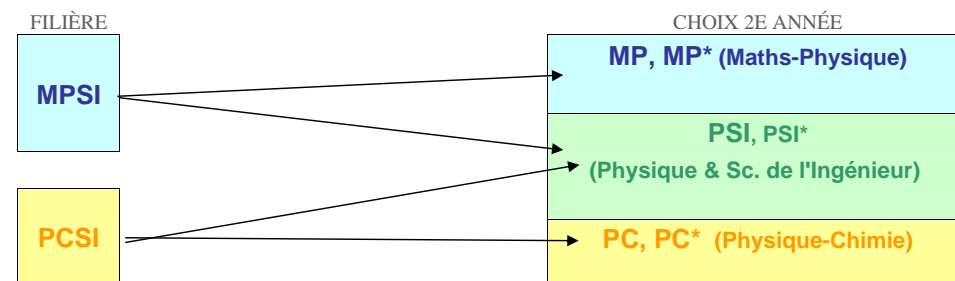 FILIÈRE
CHOIX 2E ANNÉE
MPSI
MP, MP* (Maths-Physique)
PSI, PSI*
(Physique & Sc. de l'Ingénieur)
PCSI
PC, PC* (Physique-Chimie)